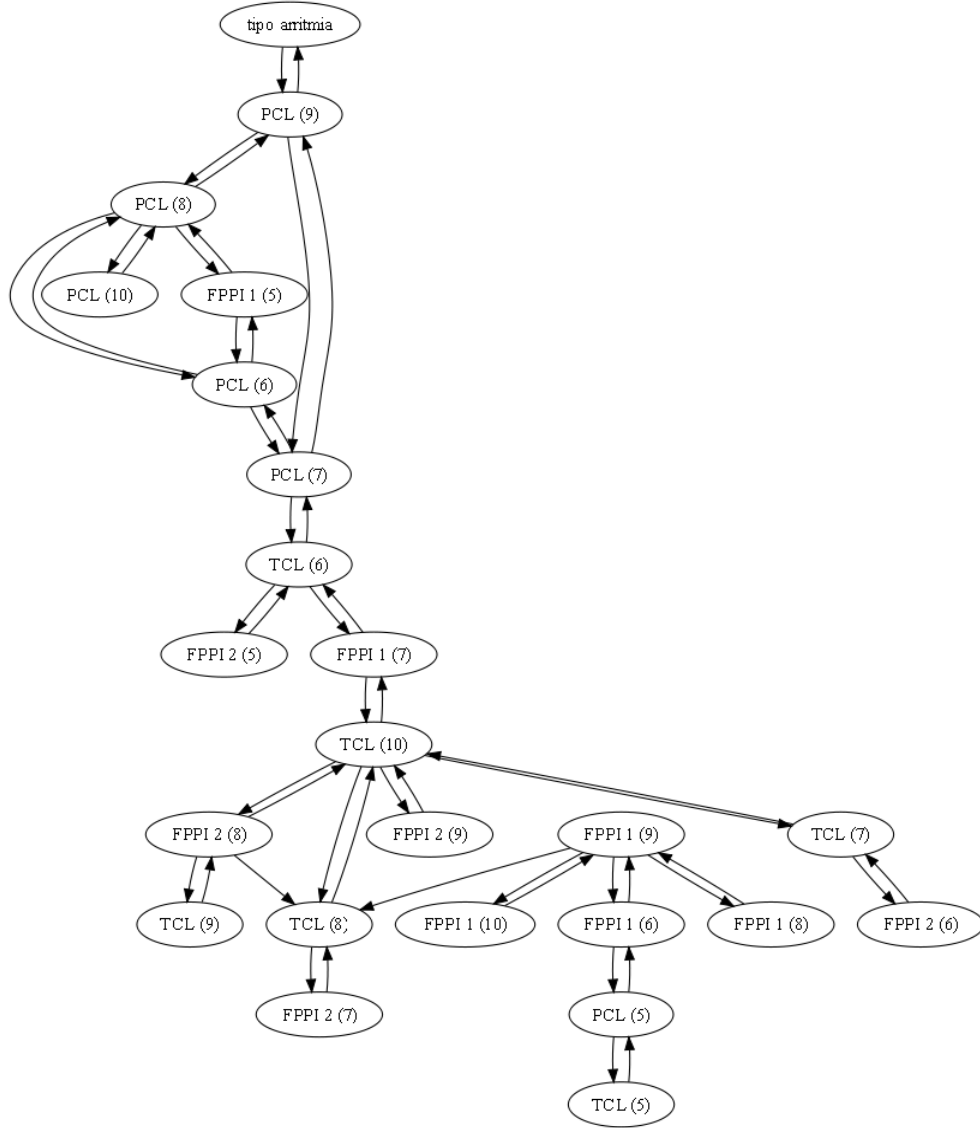 tipo arritmia
PCL (9)
PCL (8)
PCL (10)
FPPI 1 (5)
PCL (6)
PCL (7)
TCL (6)
FPPI 2 (5)
FPPI 1 (7)
TCL (10)
FPPI 2 (8)
FPPI 2 (9)
FPPI 1 (9)
TCL (7)
TCL (9)
TCL (8)
FPPI 1 (10)
FPPI 1 (6)
FPPI 1 (8)
FPPI 2 (6)
FPPI 2 (7)
PCL (5)
TCL (5)